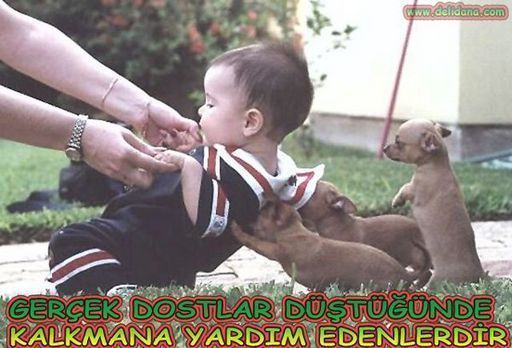 www.delidana.com
GERÇEK DOSTLAR DÜŞTÜĞÜNDE
KALKMANA YARDIM EDENLERDİR